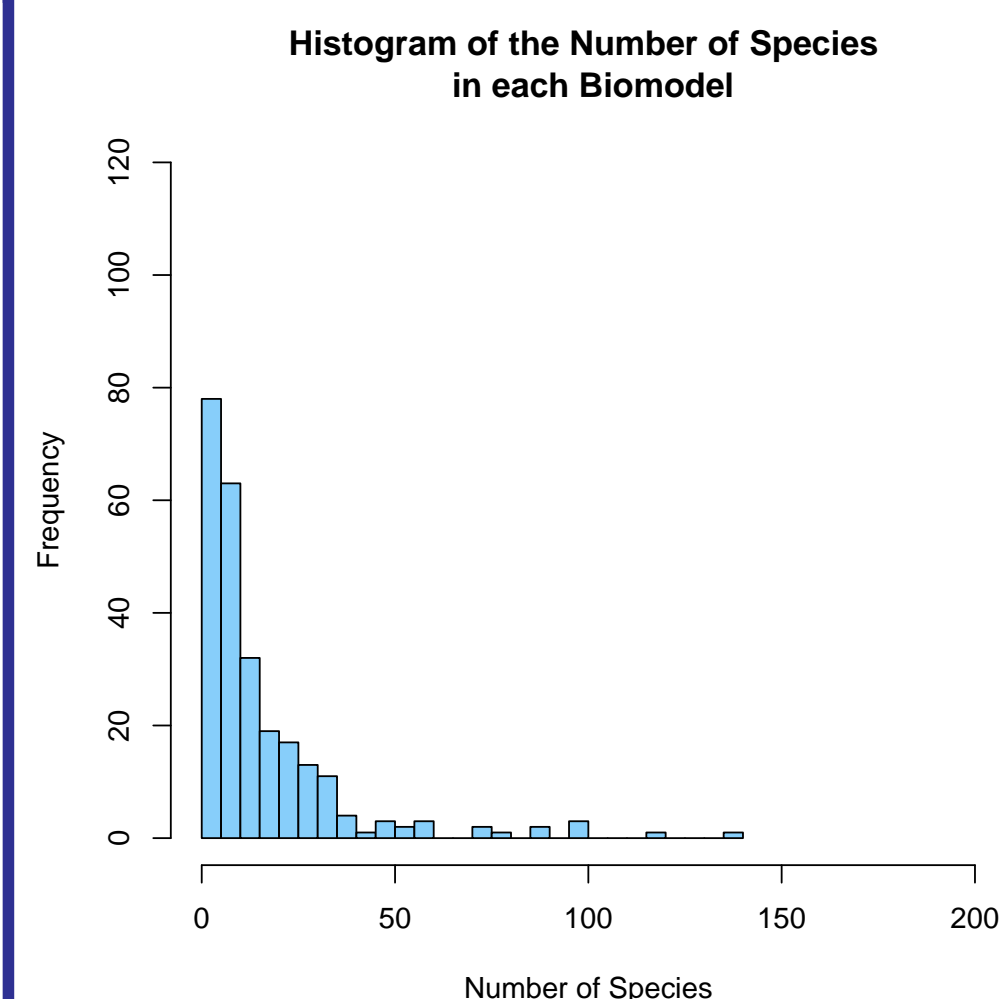 Histogram of the Number of Species
in each Biomodel
120
100
80
60
40
20
0
Frequency
0 50 100 150 200
Number of Species